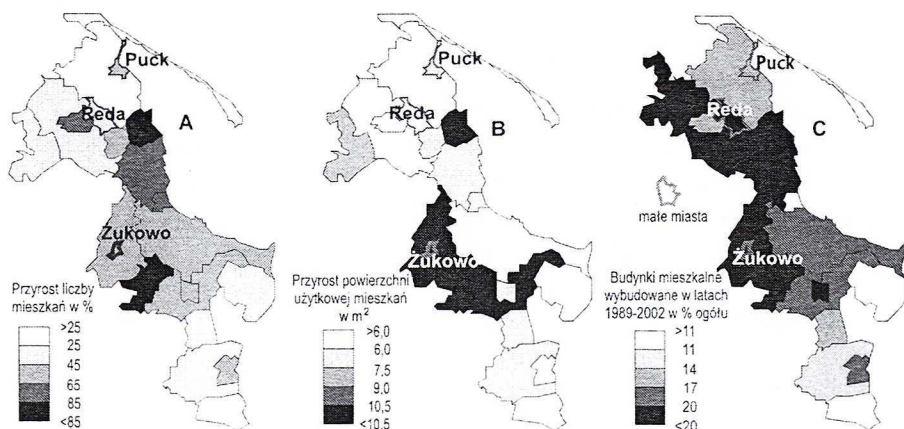 Puck
Reda
A
Żukowo
Przyrost liczby
mieszkań w %
>25
25
45
65
85
<85
Puck
Reda
B
Żukowo
Przyrost powierzchni
użytkowej mieszkań
w m²
>6,0
6,0
7,5
9,0
10,5
<10,5
Puck
Reda
C
małe miasta
Żukowo
Budynki mieszkalne
wybudowane w latach
1989-2002 w % ogółu
>11
11
14
17
20
<20